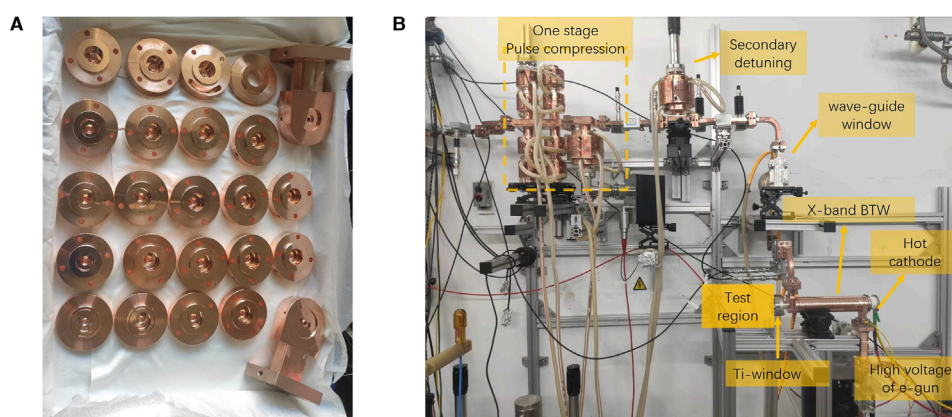 A
B
One stage
Pulse compression
Secondary
detuning
wave-guide
window
X-band BTW
Hot
cathode
Test
region
Ti-window
High voltage
of e-gun